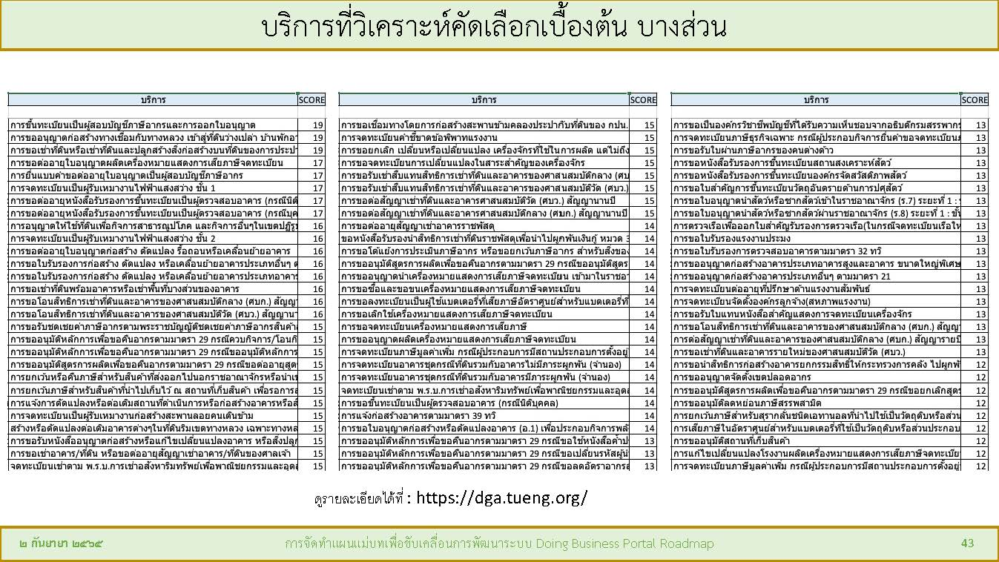 บริการที่วิเคราะห์คัดเลือกเบื้องต้น บางส่วน
บริการ SCORE
การขึ้นทะเบียนเป็นผู้สอบบัญชีภาษีอากรและการออกใบอนุญาต 19
การขออนุญาตก่อสร้างทางเชื่อมกับทางหลวง เข้าสู่ที่ดินว่างเปล่า บ้านพักอา 19
การขอเช่าที่ดินหรือเช่าที่ดินและปลูกสร้างสิ่งก่อสร้างบนที่ดินของการประปา 19
การขอต่ออายุใบอนุญาตผลิตเครื่องหมายแสดงการเสียภาษีจดทะเบียน 17
การยื่นแบบคำขอต่ออายุใบอนุญาตเป็นผู้สอบบัญชีภาษีอากร 17
การจดทะเบียนเป็นผู้รับเหมางานไฟฟ้าแสงสว่าง ชั้น 1 17
การขอต่ออายุหนังสือรับรองการขึ้นทะเบียนเป็นผู้ตรวจสอบอาคาร (กรณีนิติ 17
การขอต่ออายุหนังสือรับรองการขึ้นทะเบียนเป็นผู้ตรวจสอบอาคาร (กรณีบุค 17
การอนุญาตให้ใช้ที่ดินเพื่อกิจการสาธารณูปโภค และกิจการอื่นๆในเขตปฏิรูป 16
การจดทะเบียนเป็นผู้รับเหมางานไฟฟ้าแสงสว่าง ชั้น 2 16
การขอต่ออายุใบอนุญาตก่อสร้าง ดัดแปลง รื้อถอนหรือเคลื่อนย้ายอาคาร 16
การขอใบรับรองการก่อสร้าง ดัดแปลง หรือเคลื่อนย้ายอาคารประเภทอื่นๆ ต 16
การขอใบรับรองการก่อสร้าง ดัดแปลง หรือเคลื่อนย้ายอาคารประเภทอาคาร 16
การขอเช่าที่ดินพร้อมอาคารหรือเช่าพื้นที่บางส่วนของอาคาร 16
การขอโอนสิทธิการเช่าที่ดินและอาคารของศาสนสมบัติกลาง (ศบก.) สัญญา 16
การขอโอนสิทธิการเช่าที่ดินและอาคารของศาสนสมบัติวัด (ศบว.) สัญญานา 16
การขอรับชดเชยค่าภาษีอากรตามพระราชบัญญัติชดเชยค่าภาษีอากรสินค้า 15
การขออนุมัติหลักการเพื่อขอคืนอากรตามมาตรา 29 กรณีควบกิจการ/โอนกิ 15
การขออนุมัติหลักการเพื่อขอคืนอากรตามมาตรา 29 กรณีขออนุมัติหลักการ 15
การขออนุมัติสูตรการผลิตเพื่อขอคืนอากรตามมาตรา 29 กรณีขอต่ออายุสูต 15
การยกเว้นหรือคืนภาษีสำหรับสินค้าที่ส่งออกไปนอกราชอาณาจักรหรือนำเข 15
การยกเว้นภาษีสำหรับสินค้าที่นำไปเก็บไว้ ณ สถานที่เก็บสินค้า เพื่อรอการส 15
การแจ้งการดัดแปลงหรือต่อเติมสถานที่ดำเนินการหรือก่อสร้างอาคารหรือสิ่ 15
การจดทะเบียนเป็นผู้รับเหมางานก่อสร้างสะพานลอยคนเดินข้าม 15
สร้างหรือดัดแปลงต่อเติมอาคารต่างๆในที่ดินริมเขตทางหลวง เฉพาะทางหล 15
การขอรับหนังสืออนุญาตก่อสร้างหรือแก้ไขเปลี่ยนแปลงอาคาร หรือสิ่งปลูก 15
การขอเช่าอาคาร/ที่ดิน หรือขอต่ออายุสัญญาเช่าอาคาร/ที่ดินของศาลเจ้า 15
จดทะเบียนเช่าตาม พ.ร.บ.การเช่าอสังหาริมทรัพย์เพื่อพาณิชยกรรมและอุตส 15
บริการ SCORE
การขอเชื่อมทางโดยการก่อสร้างสะพานข้ามคลองประปากับที่ดินของ กปน. 15
การจดทะเบียนคำชี้ขาดข้อพิพาทแรงงาน 15
การขอยกเลิก เปลี่ยนหรือเปลี่ยนแปลง เครื่องจักรที่ใช้ในการผลิต แต่ไม่ถึง 15
การขอจดทะเบียนการเปลี่ยนแปลงในสาระสำคัญของเครื่องจักร 15
การขอรับเช่าสืบแทนสิทธิการเช่าที่ดินและอาคารของศาสนสมบัติกลาง (ศบ 15
การขอรับเช่าสืบแทนสิทธิการเช่าที่ดินและอาคารของศาสนสมบัติวัด (ศบว.) 15
การขอต่อสัญญาเช่าที่ดินและอาคารศาสนสมบัติวัด (ศบว.) สัญญานานปี 15
การขอต่อสัญญาเช่าที่ดินและอาคารศาสนสมบัติกลาง (ศบก.) สัญญานานปี 15
การขอต่ออายุสัญญาเช่าอาคารราชพัสดุ 14
ขอหนังสือรับรองนำสิทธิการเช่าที่ดินราชพัสดุเพื่อนำไปผูกพันเงินกู้ หมวด 3 14
การขอโต้แย้งการประเมินภาษีอากร หรือขอยกเว้นภาษีอากร สำหรับสิ่งของ 14
การขออนุมัติสูตรการผลิตเพื่อขอคืนอากรตามมาตรา 29 กรณีขออนุมัติสูตร 14
การขออนุญาตนำเครื่องหมายแสดงการเสียภาษีจดทะเบียน เข้ามาในราชอา 14
การขอซื้อและขอขนเครื่องหมายแสดงการเสียภาษีจดทะเบียน 14
การขอลงทะเบียนเป็นผู้ใช้แบตเตอรี่ที่เสียภาษีอัตราศูนย์สำหรับแบตเตอรี่ที่ 14
การขอเลิกใช้เครื่องหมายแสดงการเสียภาษีจดทะเบียน 14
การขอจดทะเบียนเครื่องหมายแสดงการเสียภาษี 14
การขออนุญาตผลิตเครื่องหมายแสดงการเสียภาษีจดทะเบียน 14
การจดทะเบียนภาษีมูลค่าเพิ่ม กรณีผู้ประกอบการมีสถานประกอบการตั้งอยู่ 14
การจดทะเบียนอาคารชุดกรณีที่ดินรวมกับอาคารไม่มีภาระผูกพัน (จำนอง) 14
การจดทะเบียนอาคารชุดกรณีที่ดินรวมกับอาคารมีภาระผูกพัน (จำนอง) 14
จดทะเบียนเช่าตาม พ.ร.บ.การเช่าอสังหาริมทรัพย์เพื่อพาณิชยกรรมและอุตส 14
การขอขึ้นทะเบียนเป็นผู้ตรวจสอบอาคาร (กรณีนิติบุคคล) 14
การแจ้งก่อสร้างอาคารตามมาตรา 39 ทวิ 14
การขอใบอนุญาตก่อสร้างหรือดัดแปลงอาคาร (อ.1) เพื่อประกอบกิจการพลั 14
การขออนุมัติหลักการเพื่อขอคืนอากรตามมาตรา 29 กรณีขอใช้หนังสือค้ำป 13
การขออนุมัติหลักการเพื่อขอคืนอากรตามมาตรา 29 กรณีขอเปลี่ยนรหัสผู้น 13
การขออนุมัติหลักการเพื่อขอคืนอากรตามมาตรา 29 กรณีขอลดอัตราอากร 13
บริการ SCORE
การขอเป็นองค์กรวิชาชีพบัญชีที่ได้รับความเห็นชอบจากอธิบดีกรมสรรพากร 13
การจดทะเบียนภาษีธุรกิจเฉพาะ กรณีผู้ประกอบกิจการยื่นคำขอจดทะเบียนภ 13
การขอรับใบผ่านภาษีอากรของคนต่างด้าว 13
การขอหนังสือรับรองการขึ้นทะเบียนสถานสงเคราะห์สัตว์ 13
การขอหนังสือรับรองการขึ้นทะเบียนองค์กรจัดสวัสดิภาพสัตว์ 13
การขอใบสำคัญการขึ้นทะเบียนวัตถุอันตรายด้านการปศุสัตว์ 13
การขอใบอนุญาตนำสัตว์หรือซากสัตว์เข้าในราชอาณาจักร (ร.7) ระยะที่ 1 : 13
การขอใบอนุญาตนำสัตว์หรือซากสัตว์ผ่านราชอาณาจักร (ร.8) ระยะที่ 1 : ขั้ 13
การตรวจเรือเพื่อออกใบสำคัญรับรองการตรวจเรือ(ในกรณีจดทะเบียนเรือให 13
การขอใบรับรองแรงงานประมง 13
การขอใบรับรองการตรวจสอบอาคารตามมาตรา 32 ทวิ 13
การขออนุญาตก่อสร้างอาคารประเภทอาคารสูงและอาคาร ขนาดใหญ่พิเศษ 13
การขออนุญาตก่อสร้างอาคารประเภทอื่นๆ ตามมาตรา 21 13
การจดทะเบียนต่ออายุที่ปรึกษาด้านแรงงานสัมพันธ์ 13
การจดทะเบียนจัดตั้งองค์กรลูกจ้าง(สหภาพแรงงาน) 13
การขอรับใบแทนหนังสือสำคัญแสดงการจดทะเบียนเครื่องจักร 13
การขอโอนสิทธิการเช่าที่ดินและอาคารของศาสนสมบัติกลาง (ศบก.) สัญญา 13
การต่อสัญญาเช่าที่ดินและอาคารของศาสนสมบัติกลาง (ศบก.) สัญญารายปี 13
การขอเช่าที่ดินและอาคารรายใหม่ของศาสนสมบัติวัด (ศบว.) 13
การขอนำสิทธิการก่อสร้างอาคารยกกรรมสิทธิ์ให้กระทรวงการคลัง ไปผูกพั 12
การขออนุญาตจัดตั้งเขตปลอดอากร 12
การขออนุมัติสูตรการผลิตเพื่อขอคืนอากรตามมาตรา 29 กรณีขอยกเลิกสูตร 12
การขออนุมัติลดหย่อนภาษีสรรพสามิต 12
การยกเว้นภาษีสำหรับสุรากลั่นชนิดเอทานอลที่นำไปใช้เป็นวัตถุดิบหรือส่วน 12
การเสียภาษีในอัตราศูนย์สำหรับแบตเตอรี่ที่ใช้เป็นวัตถุดิบหรือส่วนประกอบ 12
การขออนุมัติสถานที่เก็บสินค้า 12
การแก้ไขเปลี่ยนแปลงโรงงานผลิตเครื่องหมายแสดงการเสียภาษีจดทะเบีย 12
การจดทะเบียนภาษีมูลค่าเพิ่ม กรณีผู้ประกอบการมีสถานประกอบการตั้งอยู่ 12
ดูรายละเอียดได้ที่ : https://dga.tueng.org/
๒ กันยายา ๒๕๖๕ การจัดทำแผนแม่บทเพื่อขับเคลื่อนการพัฒนาระบบ Doing Business Portal Roadmap 43